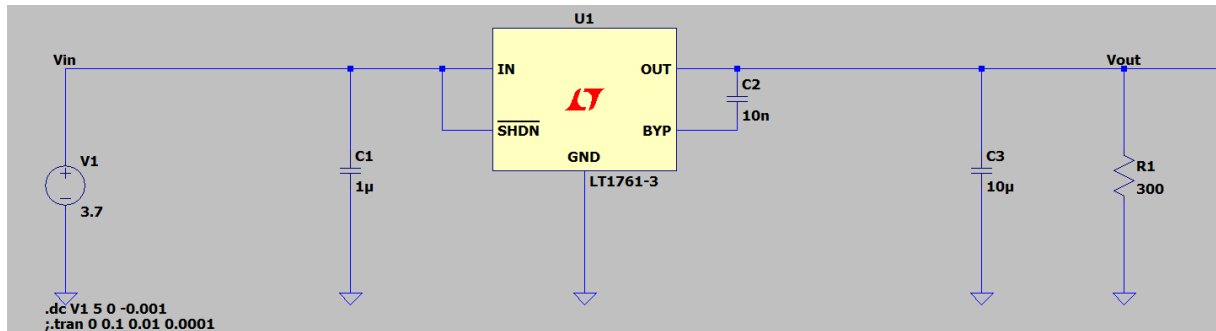 U1
Vin
IN
OUT
Vout
C2
10n
SHDN
BYP
V1
3.7
C1
1µ
GND
LT1761-3
C3
10µ
R1
300
.dc V1 5 0 -0.001
;.tran 0 0.1 0.01 0.0001